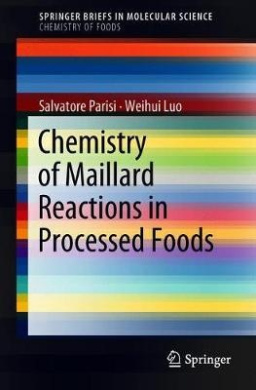 SPRINGER BRIEFS IN MOLECULAR SCIENCE
CHEMISTRY OF FOODS
Salvatore Parisi · Weihui Luo
Chemistry
of Maillard
Reactions in
Processed Foods
Springer